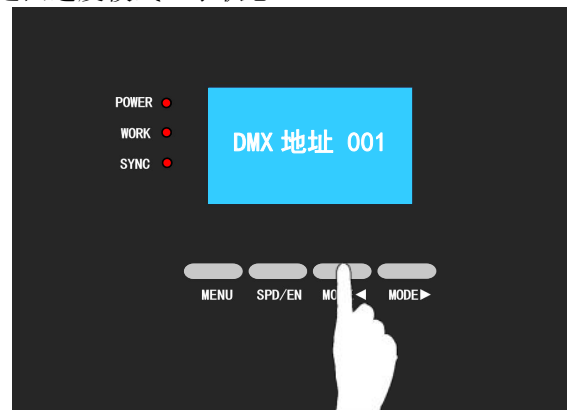 POWER
WORK
SYNC
DMX 地址 001
MENU SPD/EN ◀ MODE▶